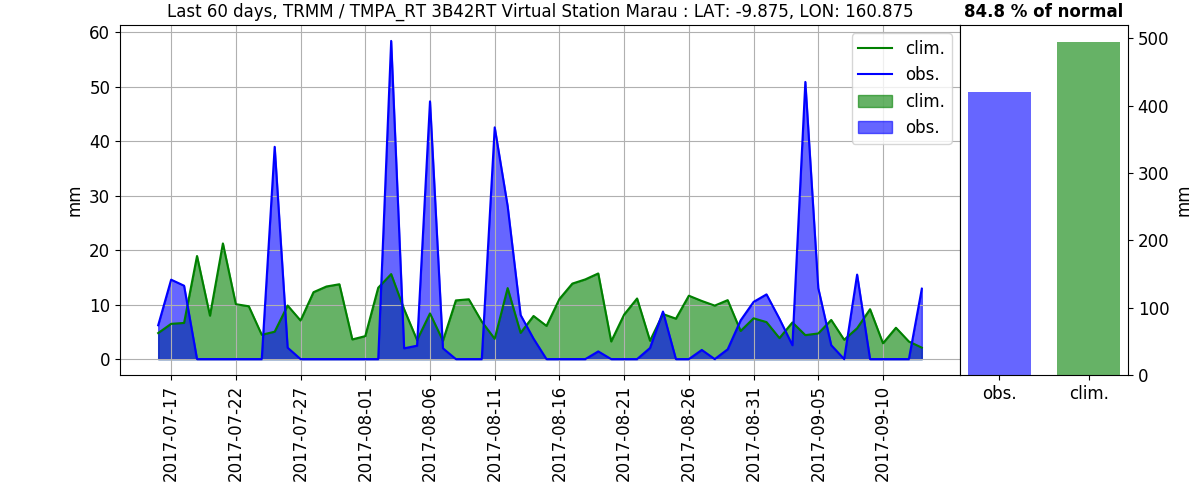 Last 60 days, TRMM / TMPA_RT 3B42RT Virtual Station Marau : LAT: -9.875, LON: 160.875
84.8 % of normal
60
50
40
30
20
10
0
mm
clim.
obs.
clim.
obs.
2017-07-17
2017-07-22
2017-07-27
2017-08-01
2017-08-06
2017-08-11
2017-08-16
2017-08-21
2017-08-26
2017-08-31
2017-09-05
2017-09-10
500
400
300
200
100
0
mm
obs.
clim.